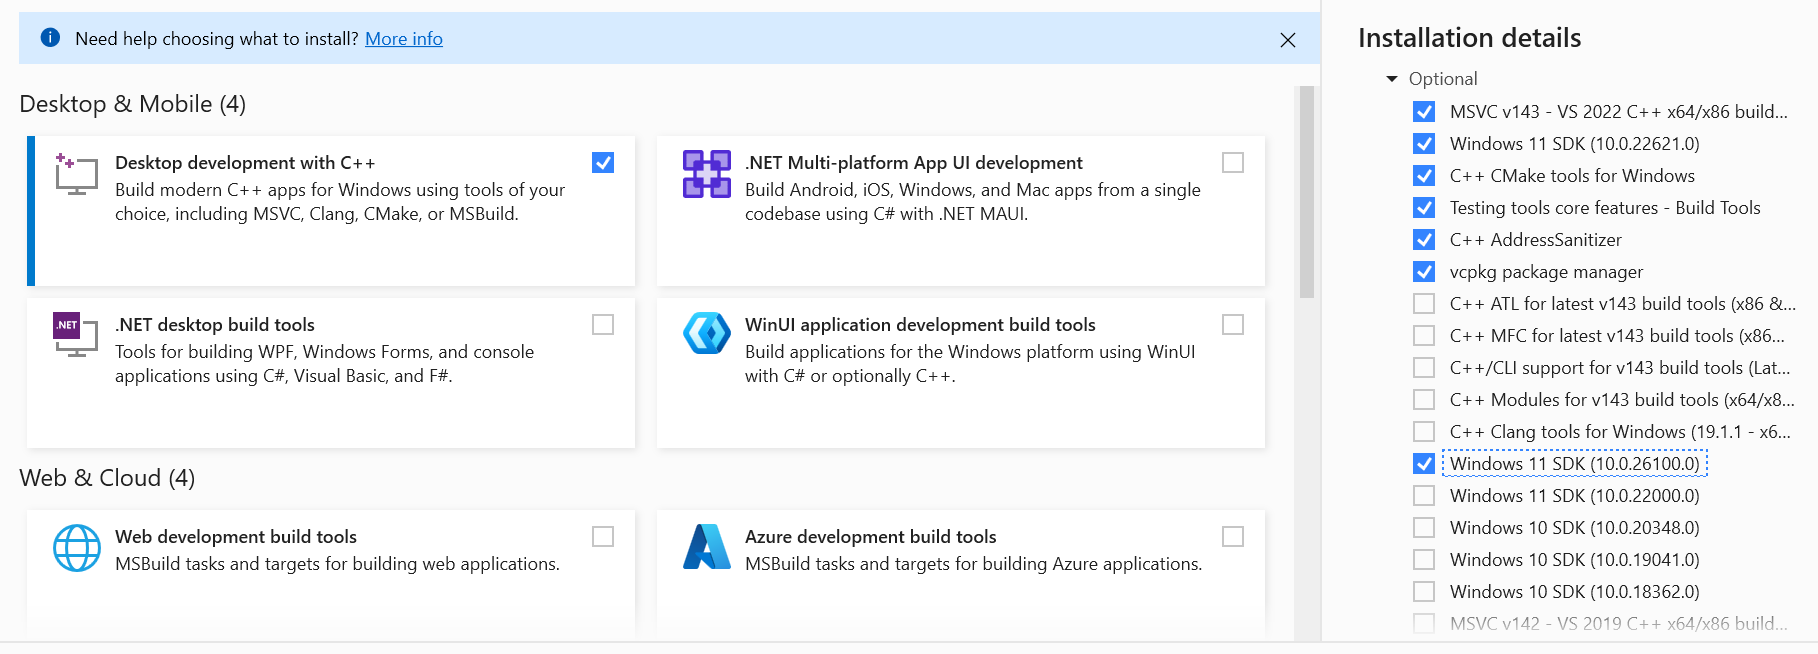 Need help choosing what to install? More info
Desktop & Mobile (4)
Desktop development with C++
Build modern C++ apps for Windows using tools of your
choice, including MSVC, Clang, CMake, or MSBuild.
.NET Multi-platform App UI development
Build Android, iOS, Windows, and Mac apps from a single
codebase using C# with .NET MAUI.
.NET
.NET desktop build tools
Tools for building WPF, Windows Forms, and console
applications using C#, Visual Basic, and F#.
WinUI application development build tools
Build applications for the Windows platform using WinUI
with C# or optionally C++.
Web & Cloud (4)
Web development build tools
MSBuild tasks and targets for building web applications.
Azure development build tools
MSBuild tasks and targets for building Azure applications.
Installation details
Optional
MSVC v143 - VS 2022 C++ x64/x86 build...
Windows 11 SDK (10.0.22621.0)
C++ CMake tools for Windows
Testing tools core features - Build Tools
C++ AddressSanitizer
vcpkg package manager
C++ ATL for latest v143 build tools (x86 &...
C++ MFC for latest v143 build tools (x86...
C++/CLI support for v143 build tools (Lat...
C++ Modules for v143 build tools (x64/x8...
C++ Clang tools for Windows (19.1.1 - x6...
Windows 11 SDK (10.0.26100.0)
Windows 11 SDK (10.0.22000.0)
Windows 10 SDK (10.0.20348.0)
Windows 10 SDK (10.0.19041.0)
Windows 10 SDK (10.0.18362.0)
MSVC v142 - VS 2019 C++ x64/x86 build...